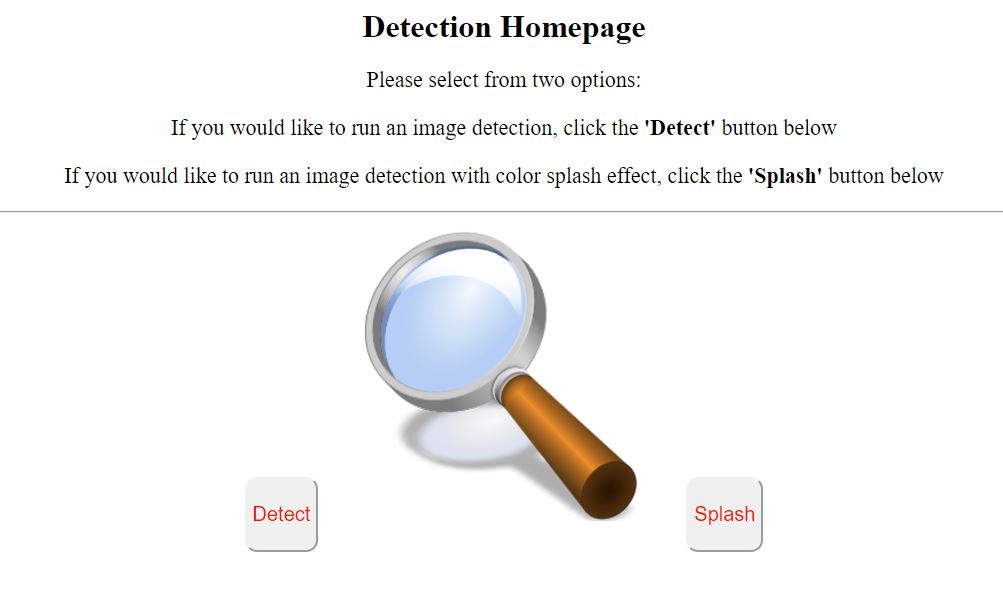 Detection Homepage
Please select from two options:
If you would like to run an image detection, click the 'Detect' button below
If you would like to run an image detection with color splash effect, click the 'Splash' button below
Detect
Splash